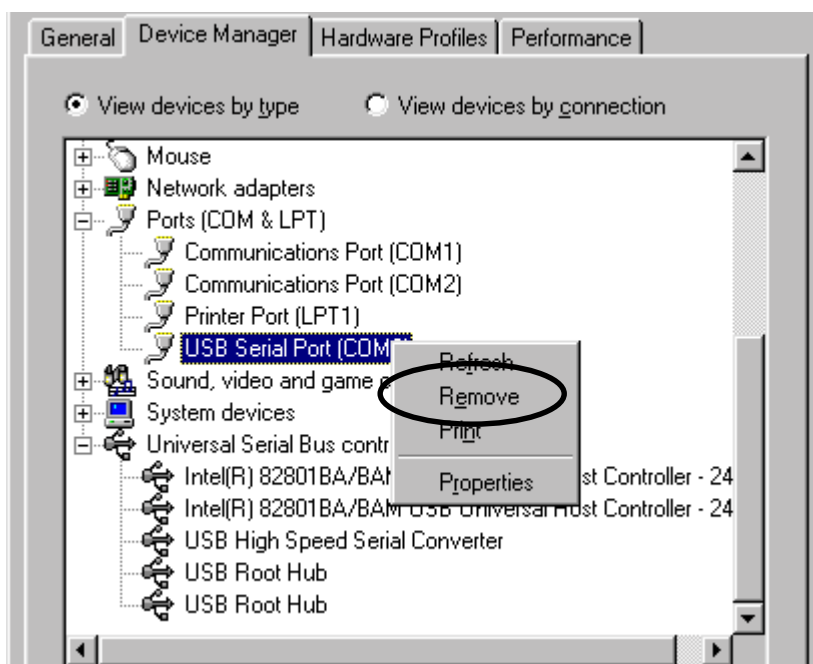 General Device Manager Hardware Profiles Performance
View devices by type View devices by connection
Mouse
Network adapters
Ports (COM & LPT)
Communications Port (COM1)
Communications Port (COM2)
Printer Port (LPT1)
USB Serial Port (COM
Refresh
Sound, video and game
Remove
System devices
Print
Universal Serial Bus contr
Intel(R) 82801BA/BAM
Properties
st Controller - 24
Intel(R) 82801BA/BAM USB Universal Host Controller - 24
USB High Speed Serial Converter
USB Root Hub
USB Root Hub